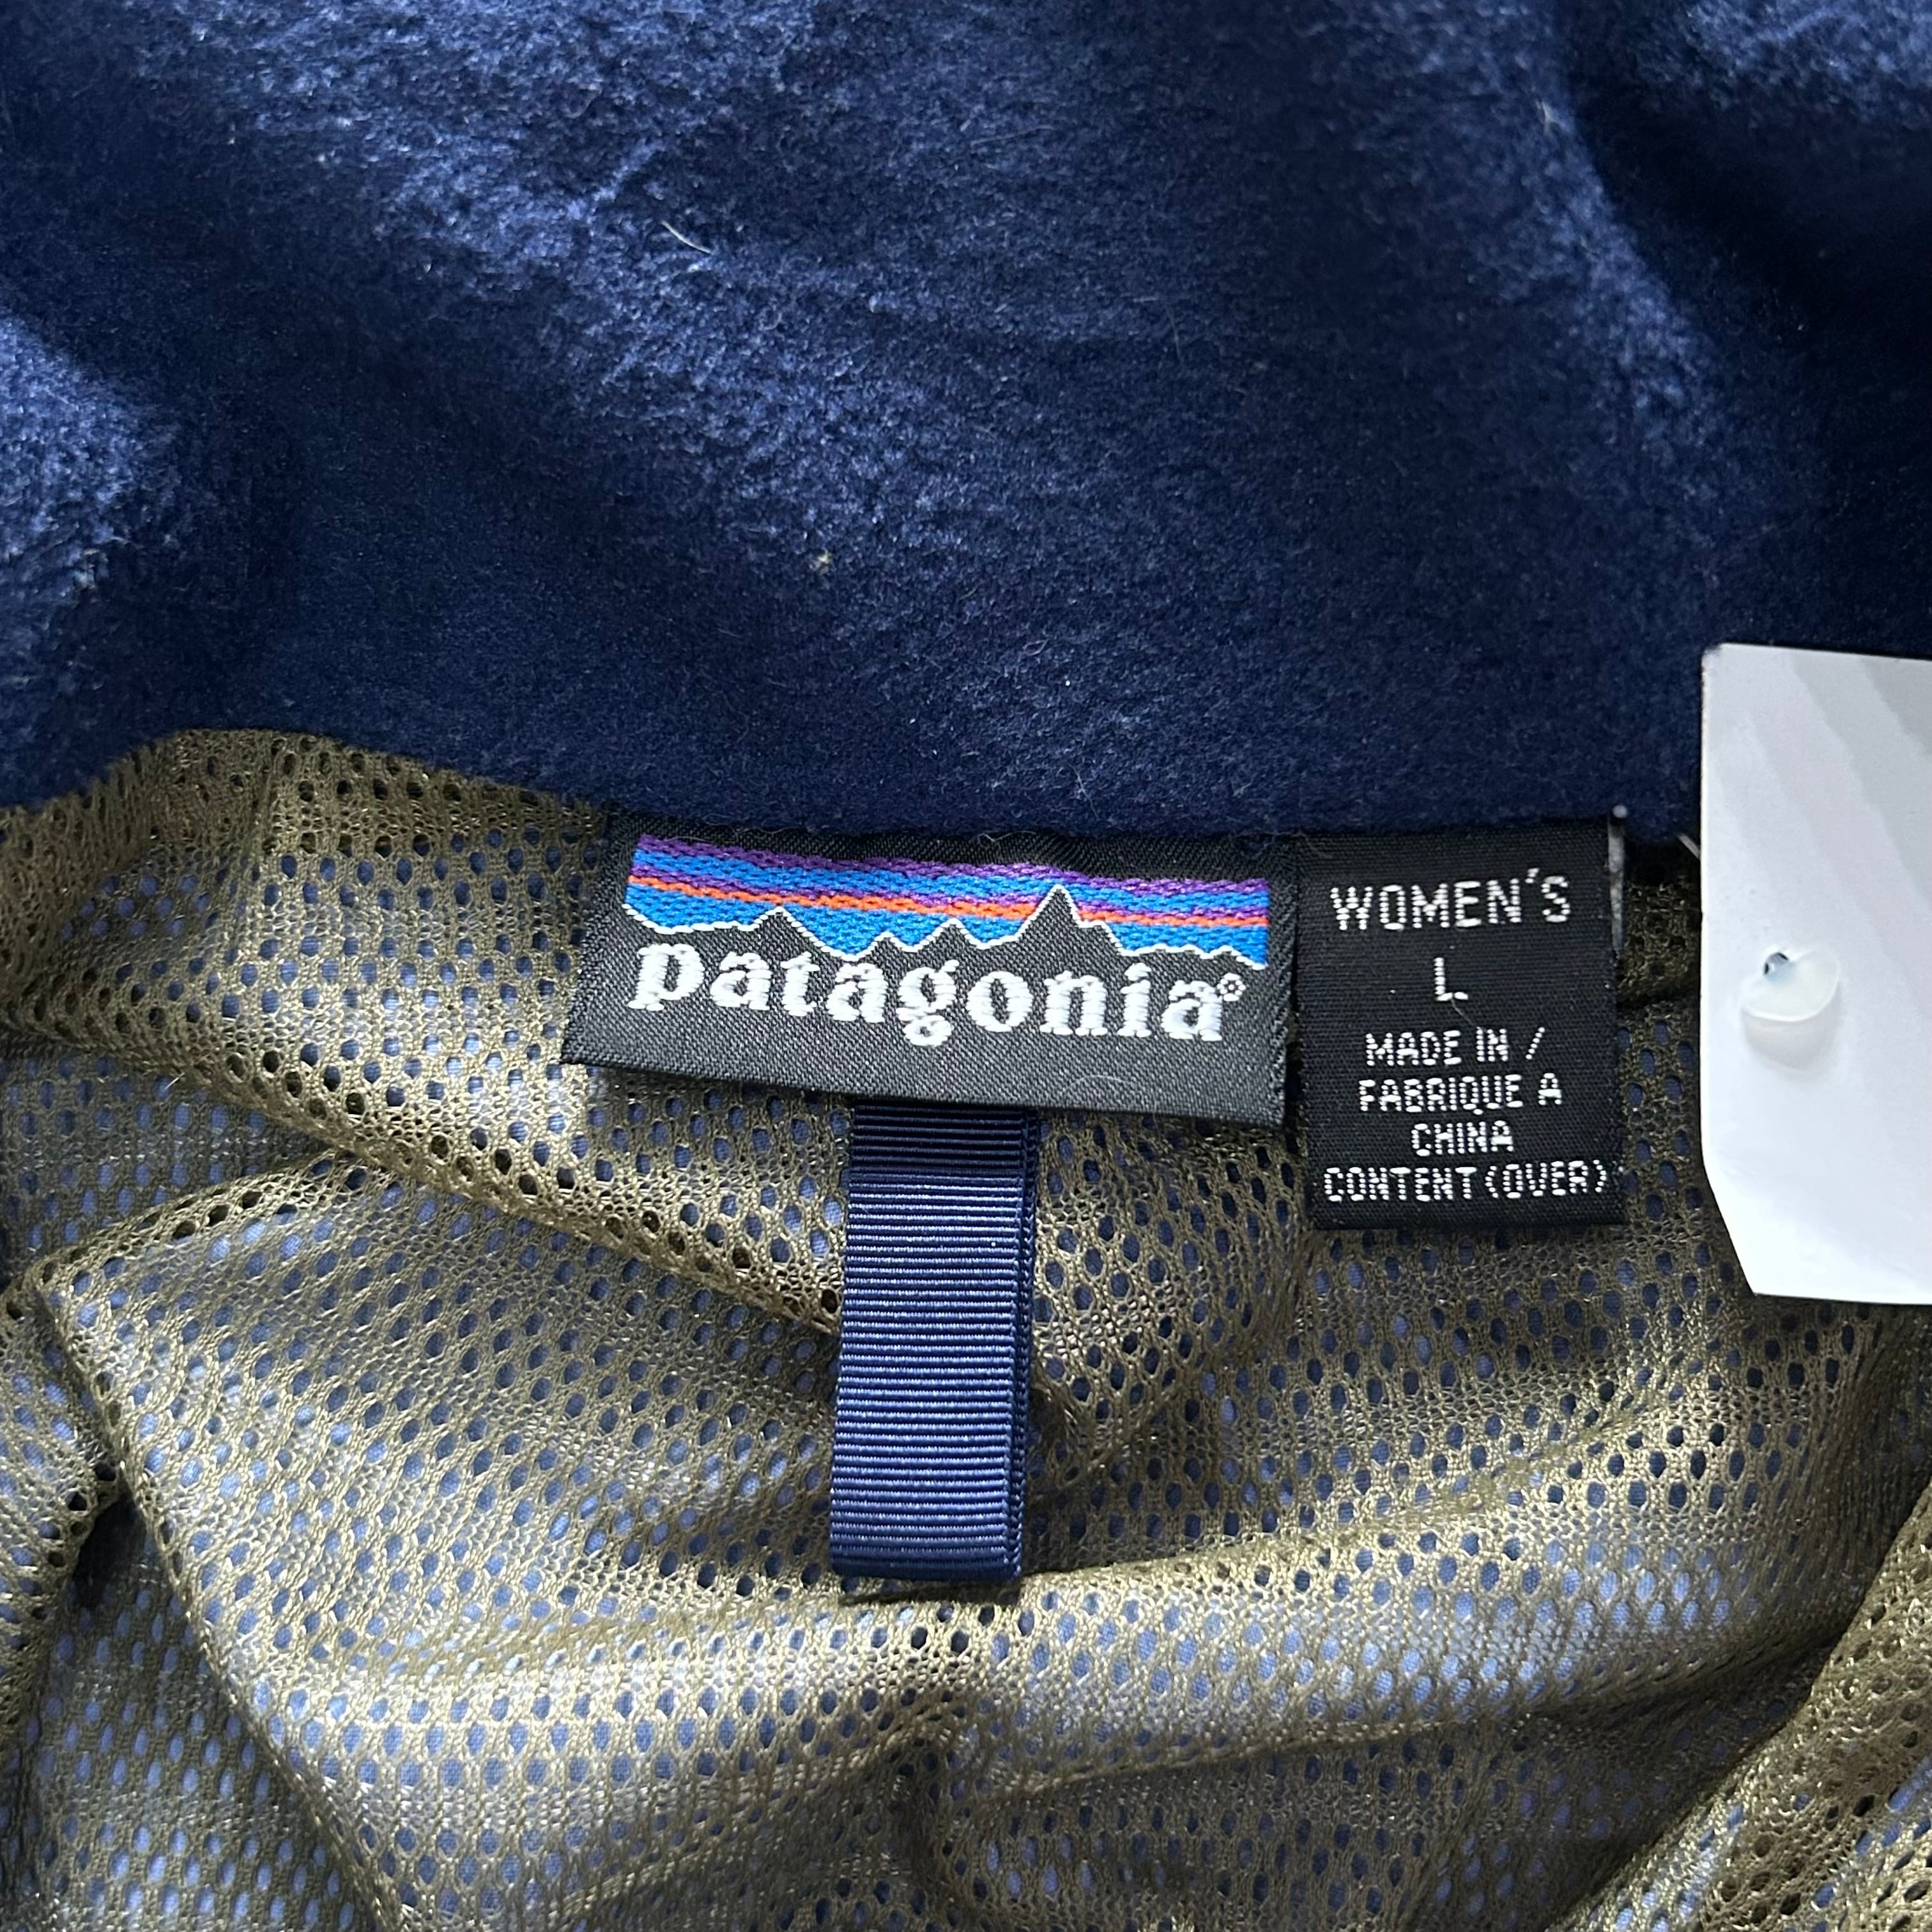 patagonia®
WOMEN'S
L
MADE IN /
FABRIQUE A
CHINA
CONTENT (OVER)